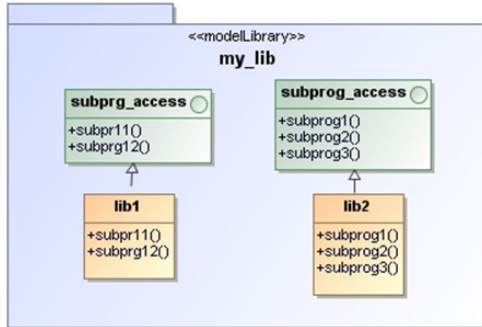 <<modelLibrary>>
my_lib
subprg_access
+subpr11()
+subprg12()
subprog_access
+subprog1()
+subprog2()
+subprog3()
lib1
+subpr11()
+subprg12()
lib2
+subprog1()
+subprog2()
+subprog3()